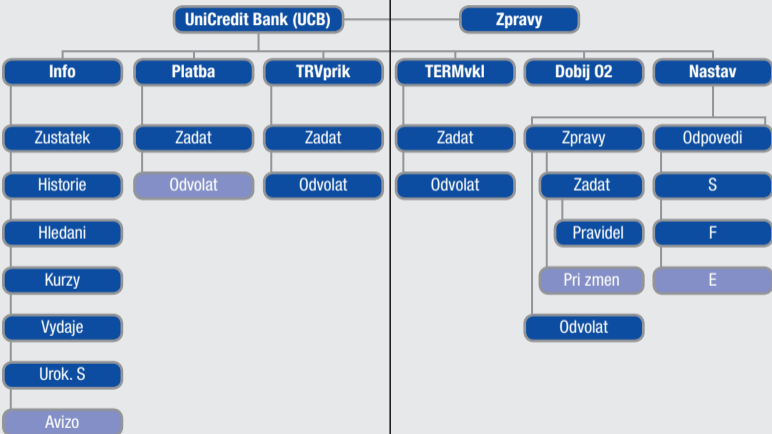 UniCredit Bank (UCB)
Zpravy
Info
Platba
TRVprik
TERMvkl
Dobij O2
Nastav
Zustatek
Zadat
Zadat
Zadat
Zpravy
Odpovedi
Historie
Odvolat
Odvolat
Odvolat
Zadat
S
Hledani
Pravidel
F
Kurzy
Pri zmen
E
Vydaje
Odvolat
Urok. S
Avizo